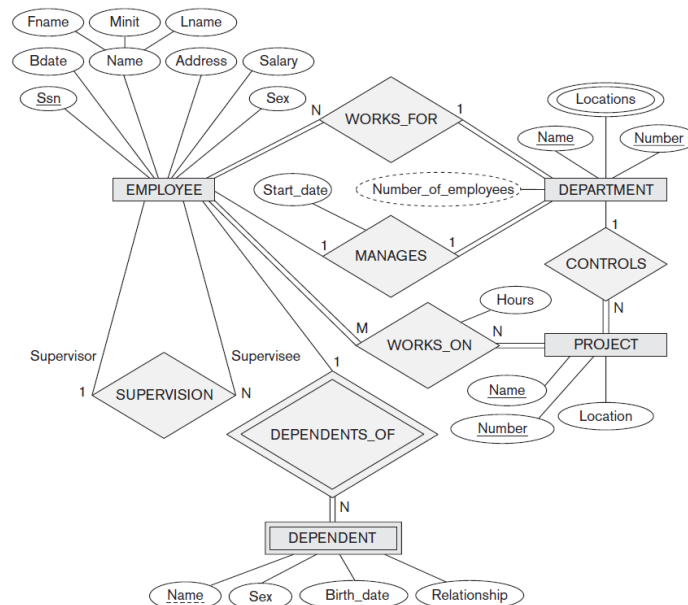 Fname
Minit
Lname
Bdate
Name
Address
Salary
Ssn
Sex
N
WORKS_FOR
1
Locations
Name
Number
EMPLOYEE
Start_date
Number_of_employees
DEPARTMENT
1
MANAGES
1
1
CONTROLS
N
Hours
M
WORKS_ON
N
PROJECT
Supervisor
Supervisee
1
SUPERVISION
N
1
Name
Location
Number
DEPENDENTS_OF
N
DEPENDENT
Name
Sex
Birth_date
Relationship